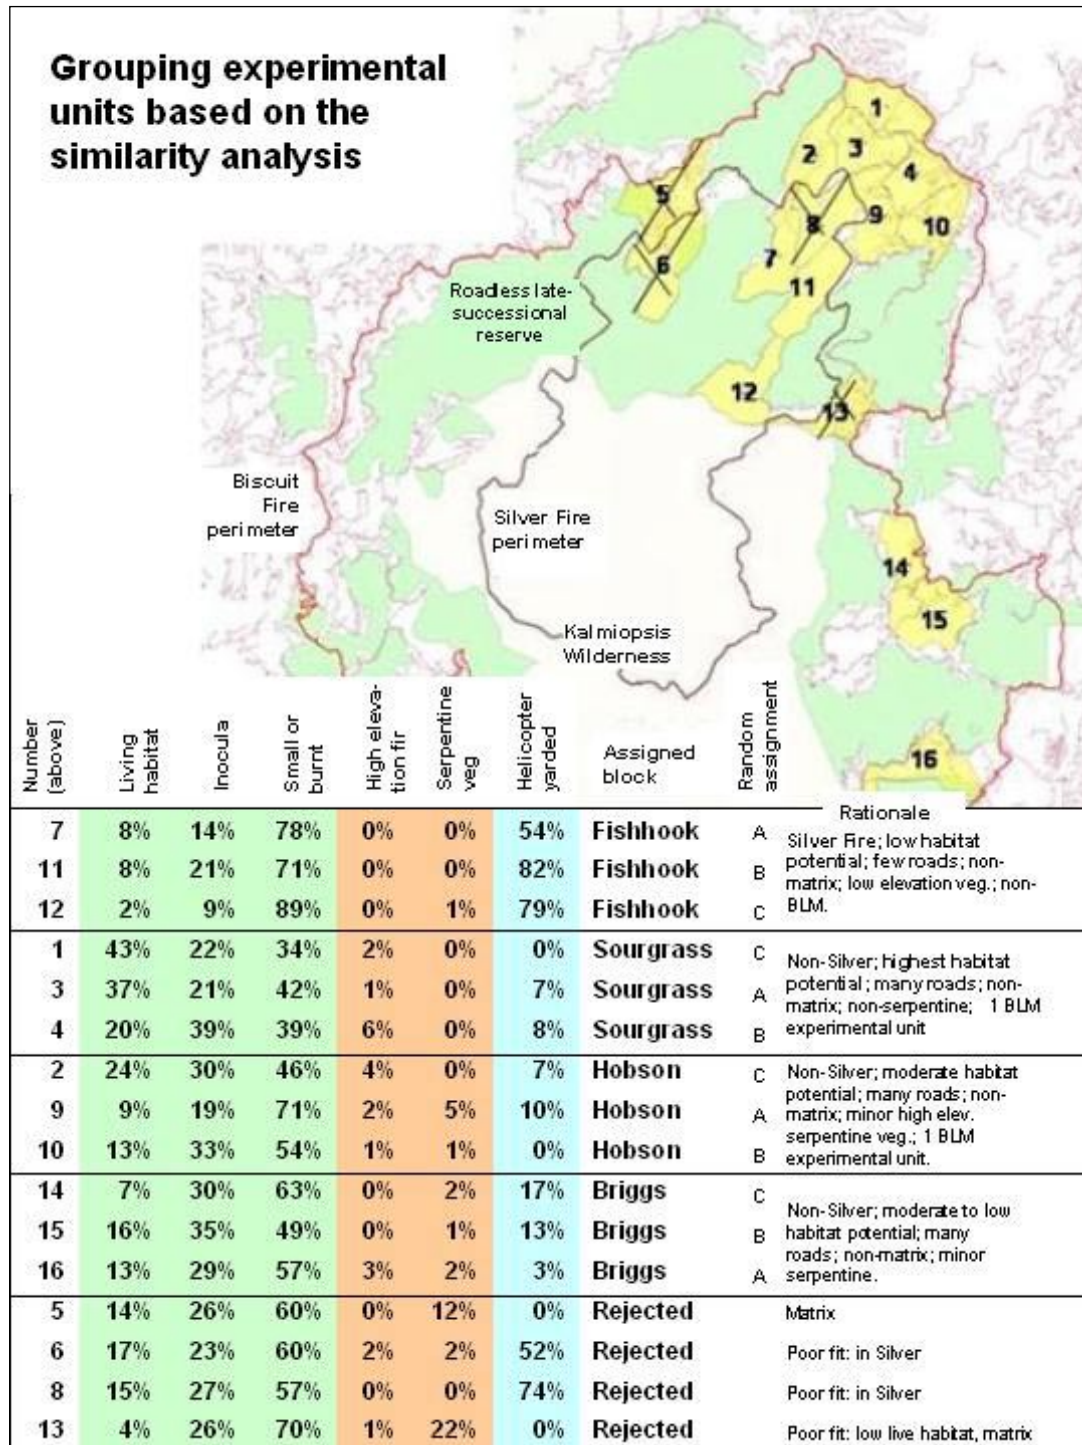 Grouping experimental
units based on the
similarity analysis
1
2
3
4
5
6
7
8
9
10
11
12
13
14
15
16
Roadless late-
successional
reserve
Biscuit
Fire
perimeter
Silver Fire
perimeter
Kalmiopsis
Wilderness
Number
(above)
Living
habitat
Inocula
Small or
burnt
High eleva-
tion fir
Serpentine
veg
Helicopter
yarded
Assigned
block
Random
assignment
Rationale
7 8% 14% 78% 0% 0% 54% Fishhook A
11 8% 21% 71% 0% 0% 82% Fishhook B
12 2% 9% 89% 0% 1% 79% Fishhook C
Silver Fire; low habitat
potential; few roads; non-
matrix; low elevation veg.; non-
BLM.
1 43% 22% 34% 2% 0% 0% Sourgrass C
3 37% 21% 42% 1% 0% 7% Sourgrass A
4 20% 39% 39% 6% 0% 8% Sourgrass B
Non-Silver; highest habitat
potential; many roads; non-
matrix; non-serpentine; 1 BLM
experimental unit
2 24% 30% 46% 4% 0% 7% Hobson C
9 9% 19% 71% 2% 5% 10% Hobson A
10 13% 33% 54% 1% 1% 0% Hobson B
Non-Silver; moderate habitat
potential; many roads; non-
matrix; minor high elev.
serpentine veg.; 1 BLM
experimental unit.
14 7% 30% 63% 0% 2% 17% Briggs C
15 16% 35% 49% 0% 1% 13% Briggs B
16 13% 29% 57% 3% 2% 3% Briggs A
Non-Silver; moderate to low
habitat potential; many
roads; non-matrix; minor
serpentine.
5 14% 26% 60% 0% 12% 0% Rejected Matrix
6 17% 23% 60% 2% 2% 52% Rejected Poor fit: in Silver
8 15% 27% 57% 0% 0% 74% Rejected Poor fit: in Silver
13 4% 26% 70% 1% 22% 0% Rejected Poor fit: low live habitat, matrix